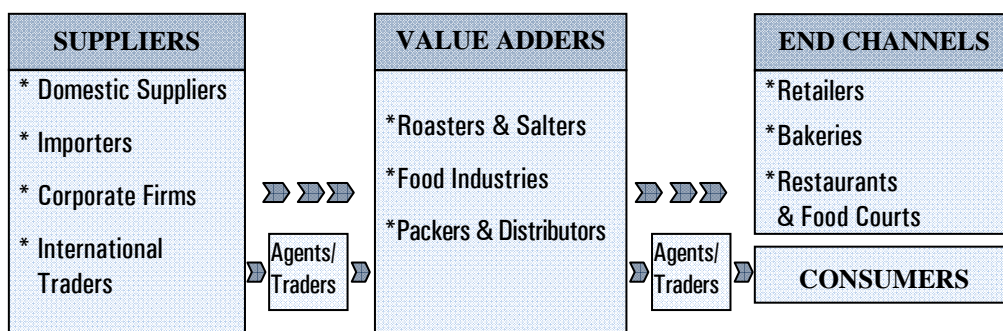 SUPPLIERS
* Domestic Suppliers
* Importers
* Corporate Firms
* International
Traders
Agents/
Traders
VALUE ADDERS
*Roasters & Salters
*Food Industries
*Packers & Distributors
Agents/
Traders
END CHANNELS
*Retailers
*Bakeries
*Restaurants
& Food Courts
CONSUMERS